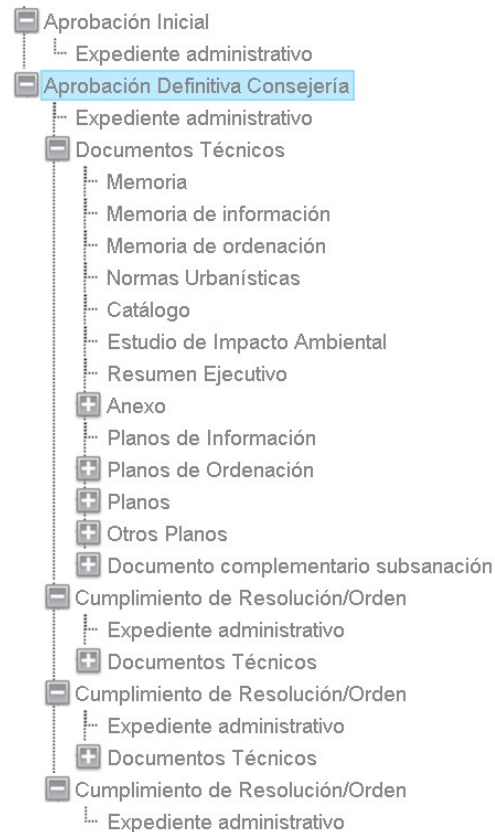 Aprobación Inicial
Expediente administrativo
Aprobación Definitiva Consejería
Expediente administrativo
Documentos Técnicos
Memoria
Memoria de información
Memoria de ordenación
Normas Urbanísticas
Catálogo
Estudio de Impacto Ambiental
Resumen Ejecutivo
Anexo
Planos de Información
Planos de Ordenación
Planos
Otros Planos
Documento complementario subsanación
Cumplimiento de Resolución/Orden
Expediente administrativo
Documentos Técnicos
Cumplimiento de Resolución/Orden
Expediente administrativo
Documentos Técnicos
Cumplimiento de Resolución/Orden
Expediente administrativo